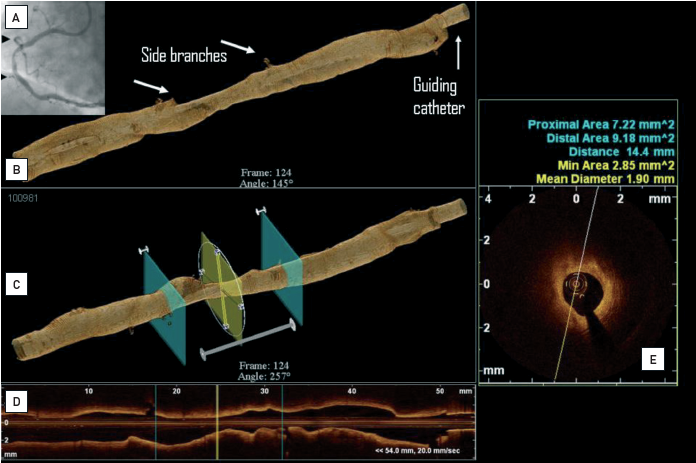 A
Side branches
Guiding
catheter
B
Frame: 124
Angle: 145°
100981
C
Frame: 124
Angle: 257°
D
10
20
30
40
50
mm
0
2
mm
<< 54.0 mm, 20.0 mm/sec
Proximal Area 7.22 mm^2
Distal Area 9.18 mm^2
Distance 14.4 mm
Min Area 2.85 mm^2
Mean Diameter 1.90 mm
2
0
2
mm
4
2
0
2
mm
E